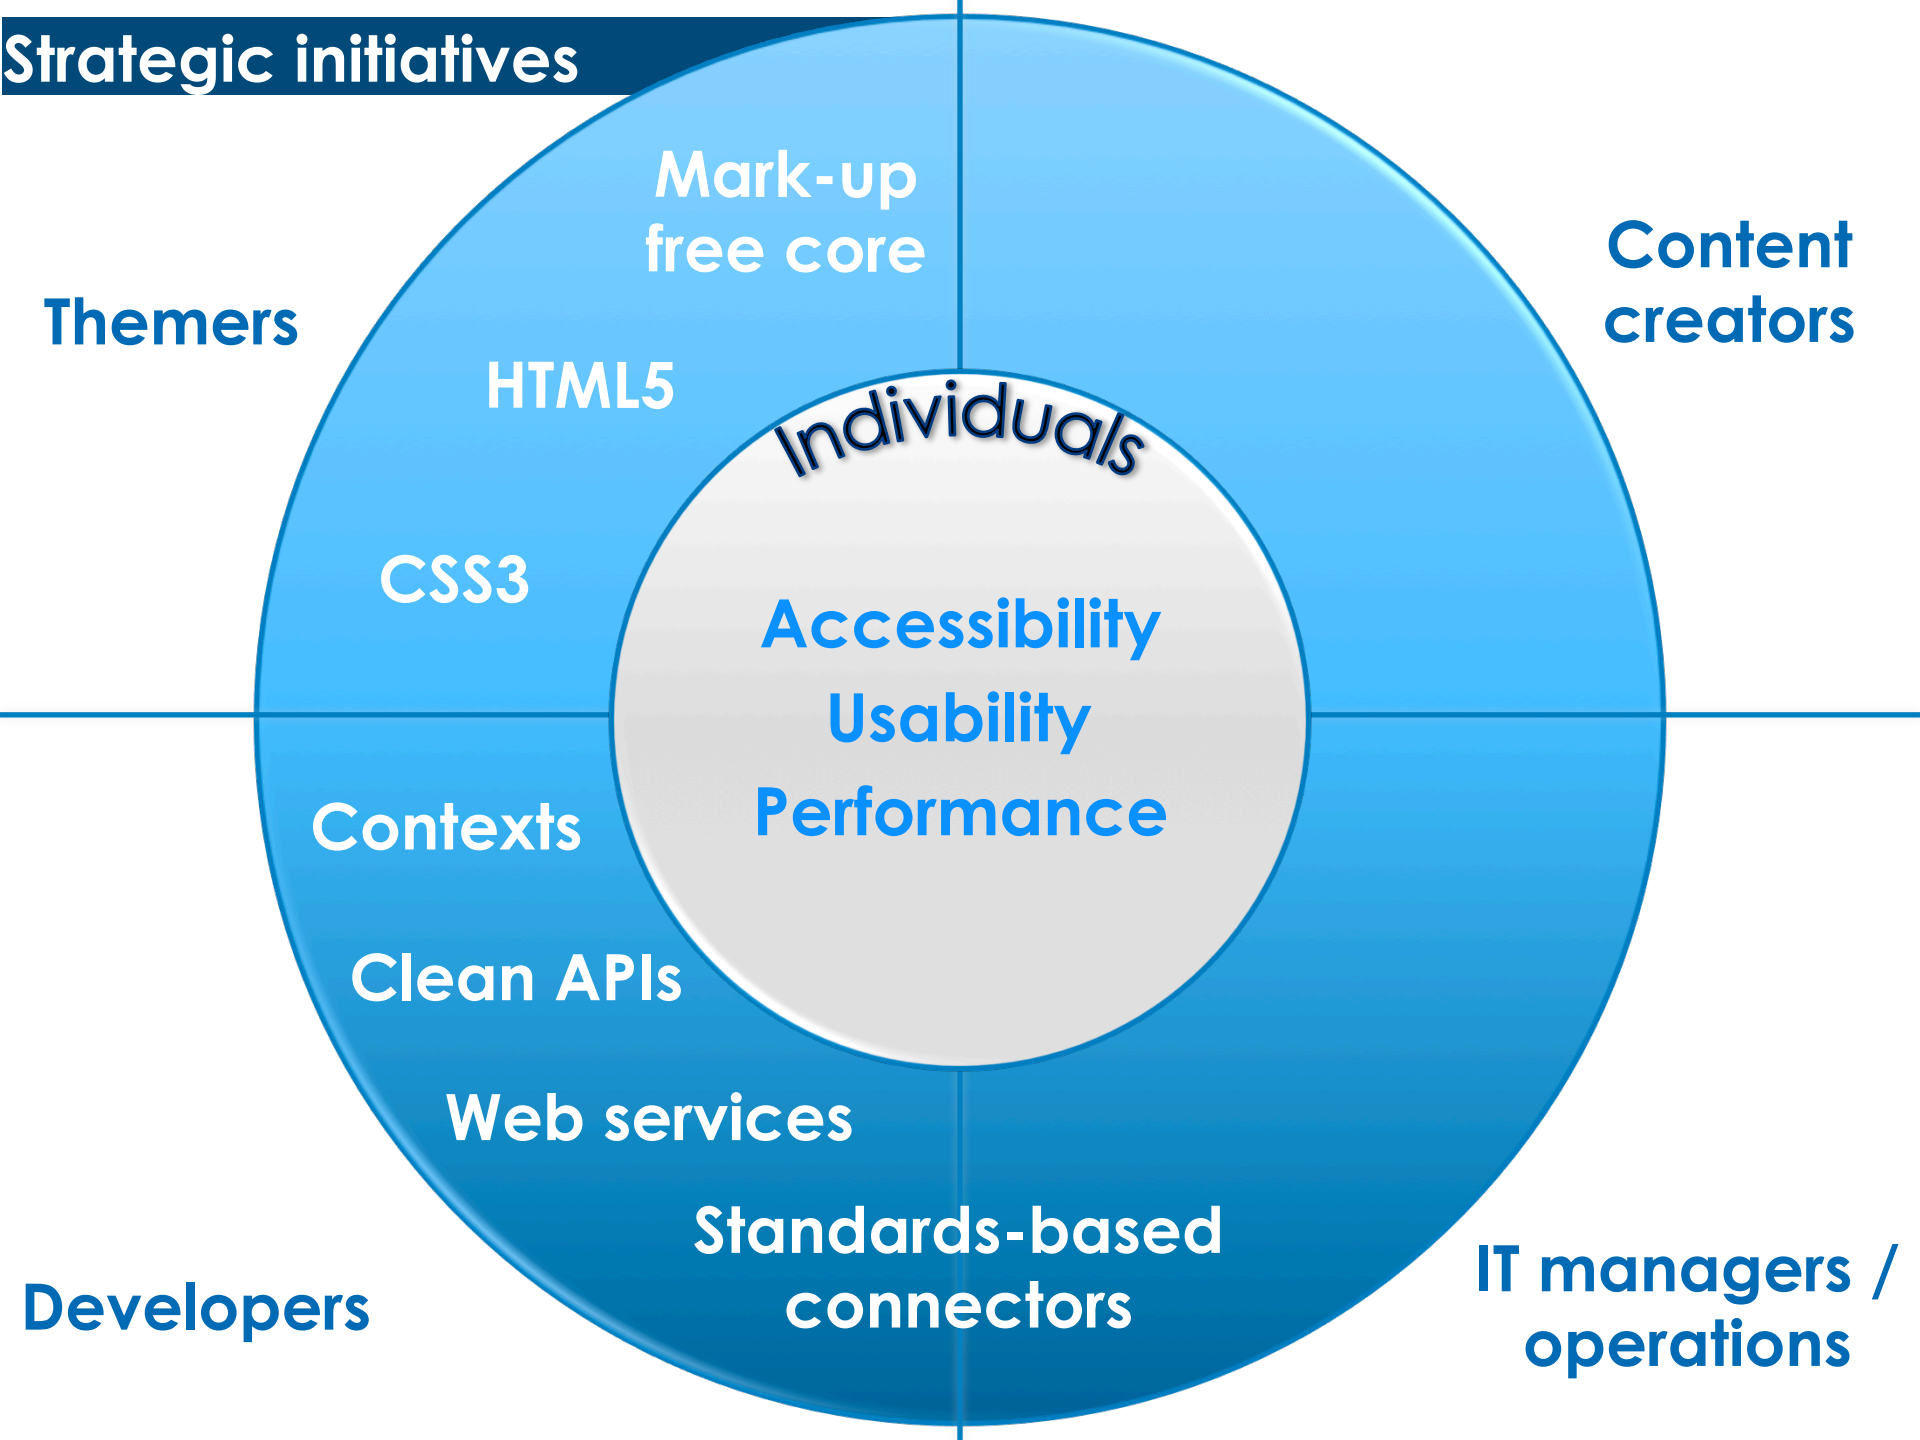 Strategic initiatives
Mark-up
free core
Content
creators
Themers
HTML5
Individuals
CSS3
Accessibility
Usability
Performance
Contexts
Clean APIs
Web services
Standards-based
connectors
Developers
IT managers /
operations